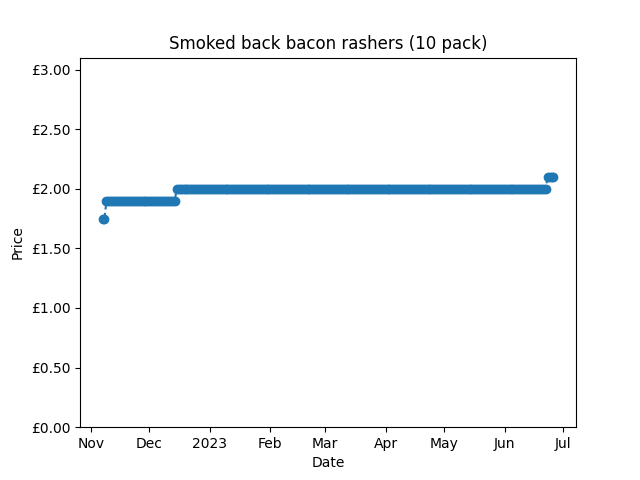 Smoked back bacon rashers (10 pack)
£3.00
£2.50
£2.00
£1.50
£1.00
£0.50
£0.00
Price
Nov Dec 2023 Feb Mar Apr May Jun Jul
Date